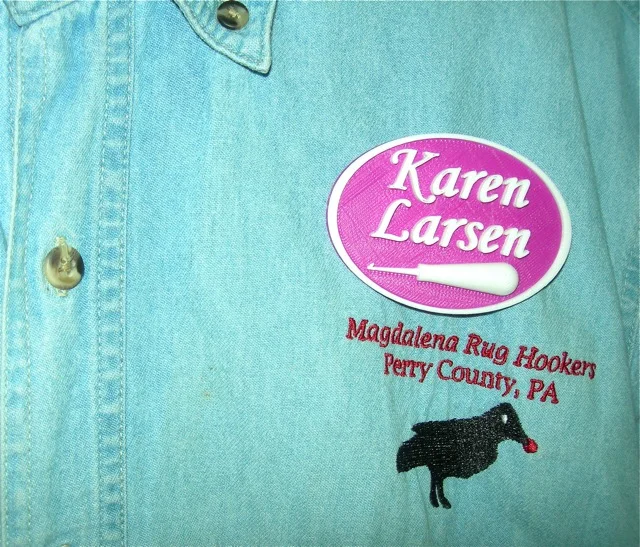 Karen
Larsen
Magdalena Rug Hookers
Perry County, PA